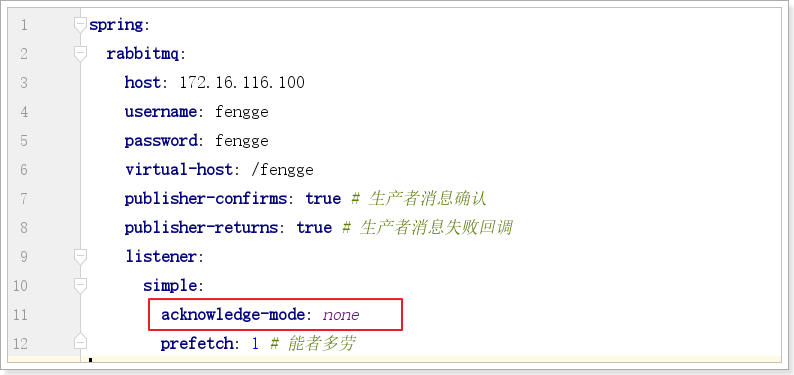 1 spring:
2 rabbitmq:
3 host: 172.16.116.100
4 username: fengge
5 password: fengge
6 virtual-host: /fengge
7 publisher-confirms: true # 生产者消息确认
8 publisher-returns: true # 生产者消息失败回调
9 listener:
10 simple:
11 acknowledge-mode: none
12 prefetch: 1 # 能者多劳